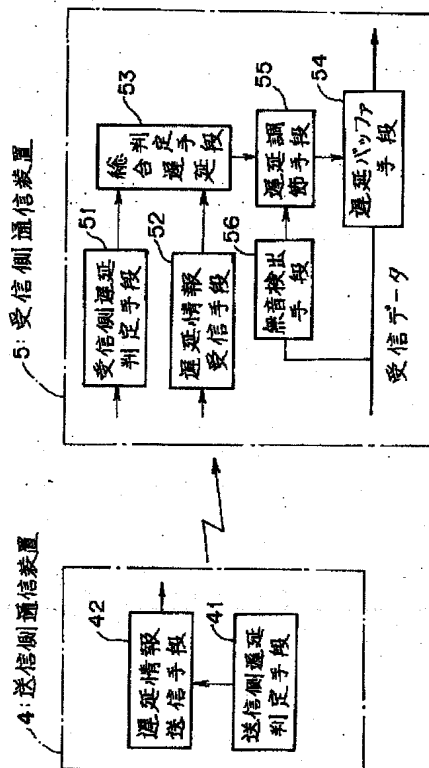 4:送信側通信装置
42
遅延情報
送信手段
41
送信側遅延
判定手段
5:受信側通信装置
51
受信側遅延
判定手段
52
遅延情報
受信手段
53
総合
遅延
判定手段
56
無音検出
手段
55
遅延調
節手段
54
遅延バッファ
手段
受信データ